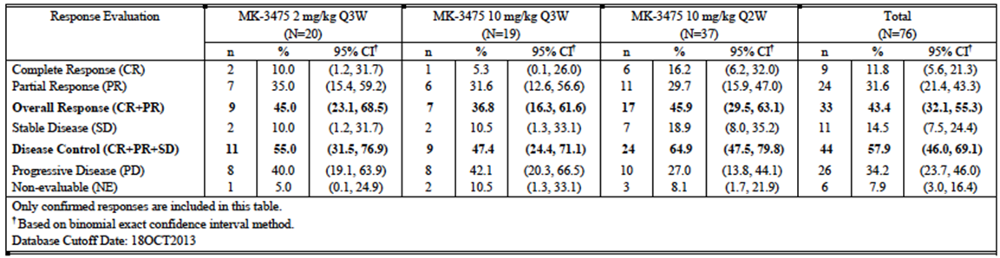 Response Evaluation MK-3475 2 mg/kg Q3W MK-3475 10 mg/kg Q3W MK-3475 10 mg/kg Q2W Total
(N=20) (N=19) (N=37) (N=76)
n % 95% CI† n % 95% CI† n % 95% CI† n % 95% CI†
Complete Response (CR) 2 10.0 (1.2, 31.7) 1 5.3 (0.1, 26.0) 6 16.2 (6.2, 32.0) 9 11.8 (5.6, 21.3)
Partial Response (PR) 7 35.0 (15.4, 59.2) 6 31.6 (12.6, 56.6) 11 29.7 (15.9, 47.0) 24 31.6 (21.4, 43.3)
Overall Response (CR+PR) 9 45.0 (23.1, 68.5) 7 36.8 (16.3, 61.6) 17 45.9 (29.5, 63.1) 33 43.4 (32.1, 55.3)
Stable Disease (SD) 2 10.0 (1.2, 31.7) 2 10.5 (1.3, 33.1) 7 18.9 (8.0, 35.2) 11 14.5 (7.5, 24.4)
Disease Control (CR+PR+SD) 11 55.0 (31.5, 76.9) 9 47.4 (24.4, 71.1) 24 64.9 (47.5, 79.8) 44 57.9 (46.0, 69.1)
Progressive Disease (PD) 8 40.0 (19.1, 63.9) 8 42.1 (20.3, 66.5) 10 27.0 (13.8, 44.1) 26 34.2 (23.7, 46.0)
Non-evaluable (NE) 1 5.0 (0.1, 24.9) 2 10.5 (1.3, 33.1) 3 8.1 (1.7, 21.9) 6 7.9 (3.0, 16.4)
Only confirmed responses are included in this table.
† Based on binomial exact confidence interval method.
Database Cutoff Date: 18OCT2013